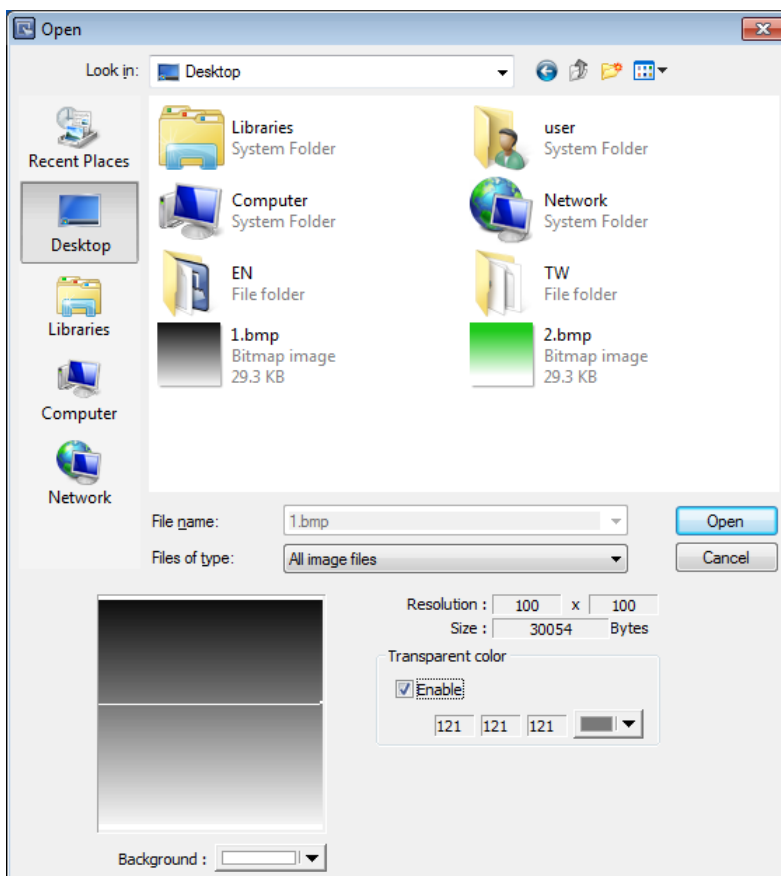 Open
Look in: Desktop
Recent Places
Desktop
Libraries
Computer
Network
Libraries
System Folder
user
System Folder
Computer
System Folder
Network
System Folder
EN
File folder
TW
File folder
1.bmp
Bitmap image
29.3 KB
2.bmp
Bitmap image
29.3 KB
File name: 1.bmp Open
Files of type: All image files Cancel
Resolution : 100 x 100
Size : 30054 Bytes
Transparent color
Enable
121 121 121
Background :